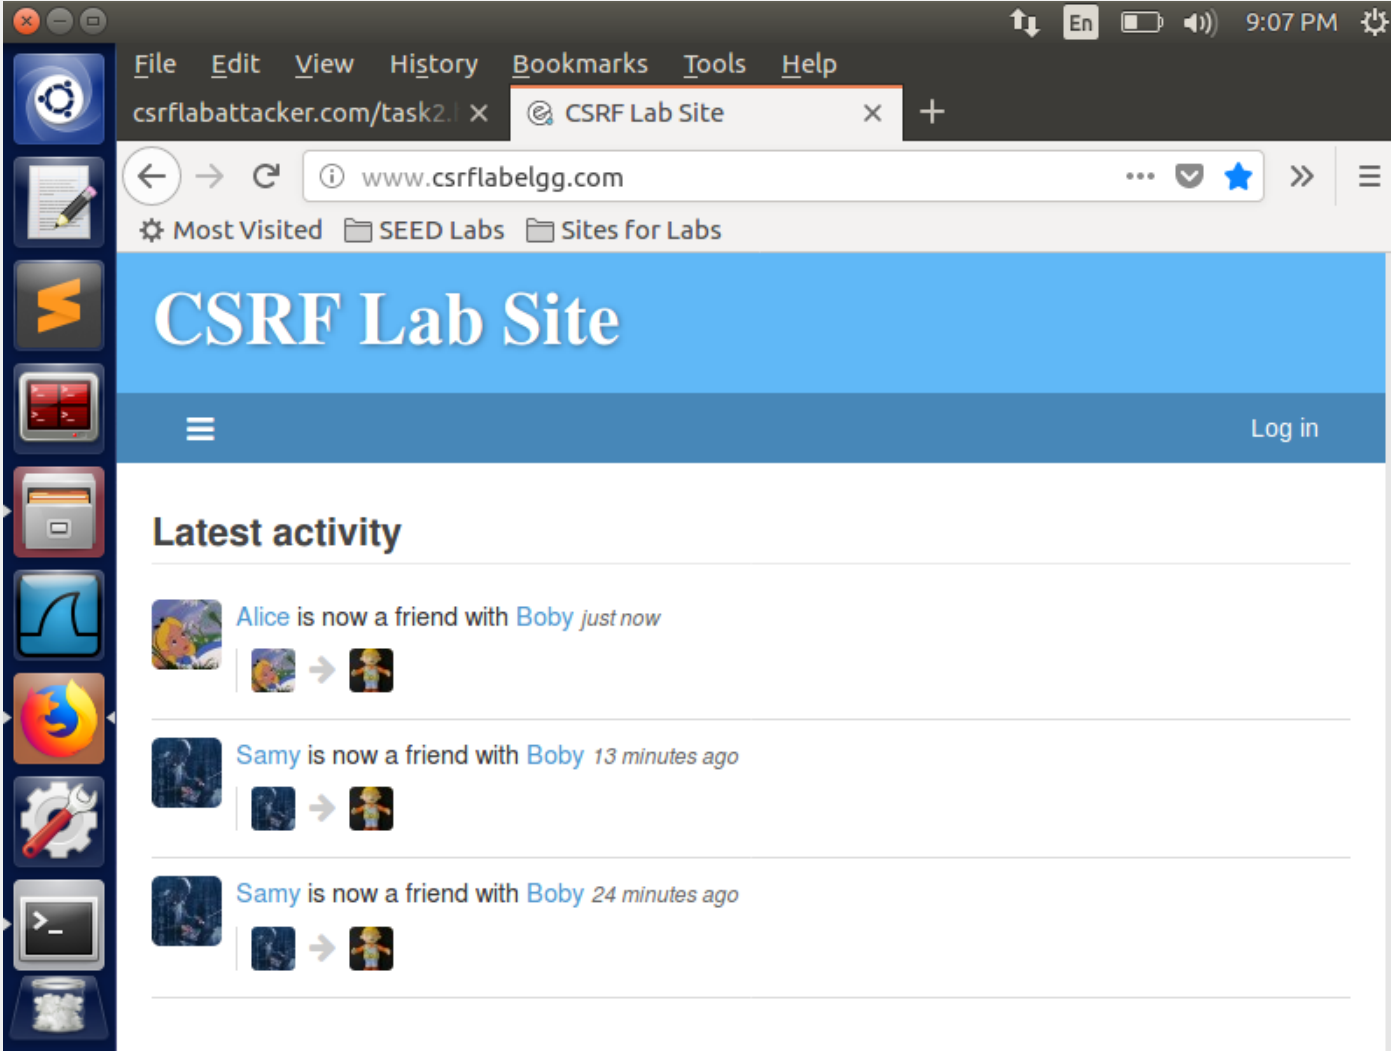 En 9:07 PM
File Edit View History Bookmarks Tools Help
csrflabattacker.com/task2. CSRF Lab Site
www.csrflabelgg.com
Most Visited SEED Labs Sites for Labs
CSRF Lab Site
Log in
Latest activity
Alice is now a friend with Boby just now
Samy is now a friend with Boby 13 minutes ago
Samy is now a friend with Boby 24 minutes ago